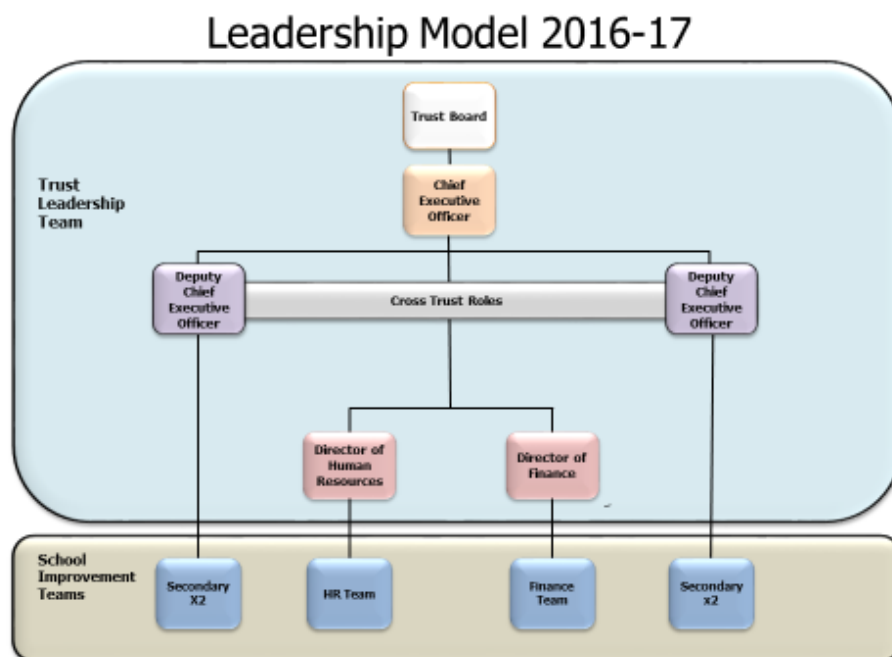 Leadership Model 2016-17
Trust Board
Trust
Leadership
Team
Chief
Executive
Officer
Deputy
Chief
Executive
Officer
Cross Trust Roles
Deputy
Chief
Executive
Officer
Director of
Human
Resources
Director of
Finance
School
Improvement
Teams
Secondary
X2
HR Team
Finance
Team
Secondary
x2